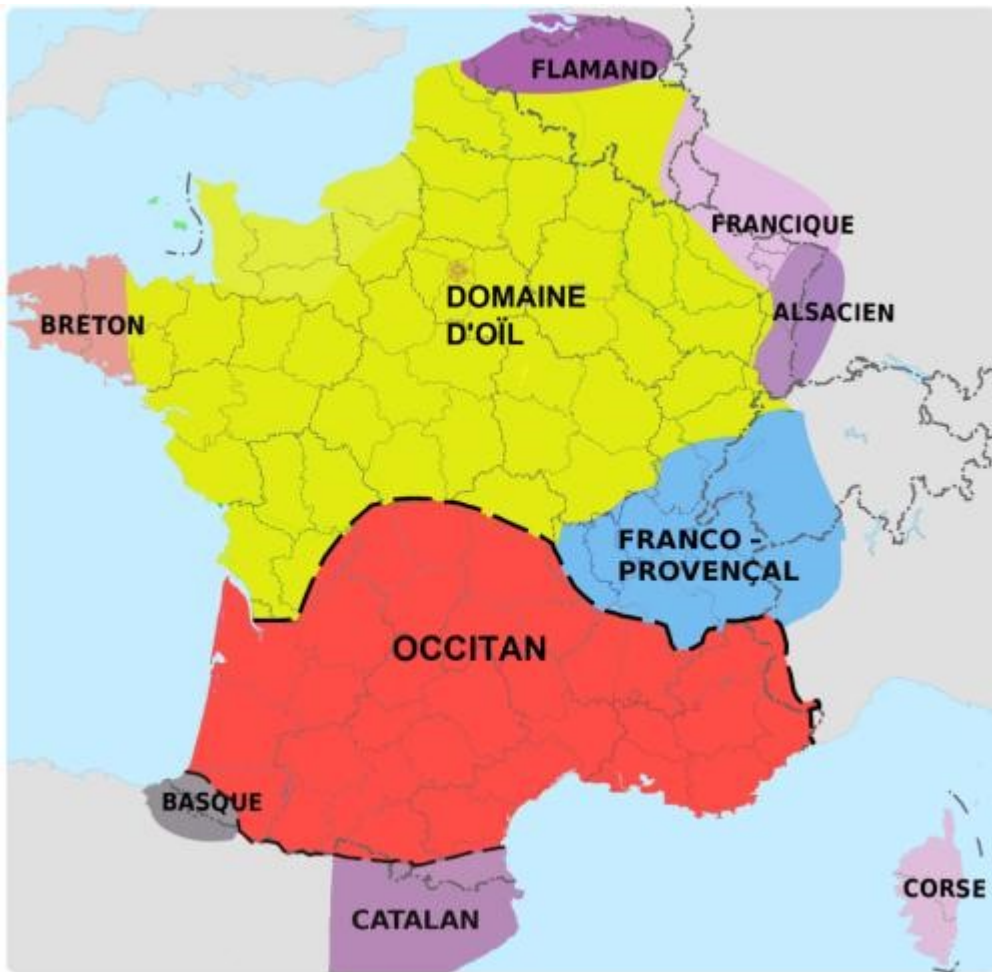 FLAMAND
FRANCIQUE
DOMAINE
D'OÏL
ALSACIEN
BRETON
FRANCO -
PROVENÇAL
OCCITAN
BASQUE
CORSE
CATALAN